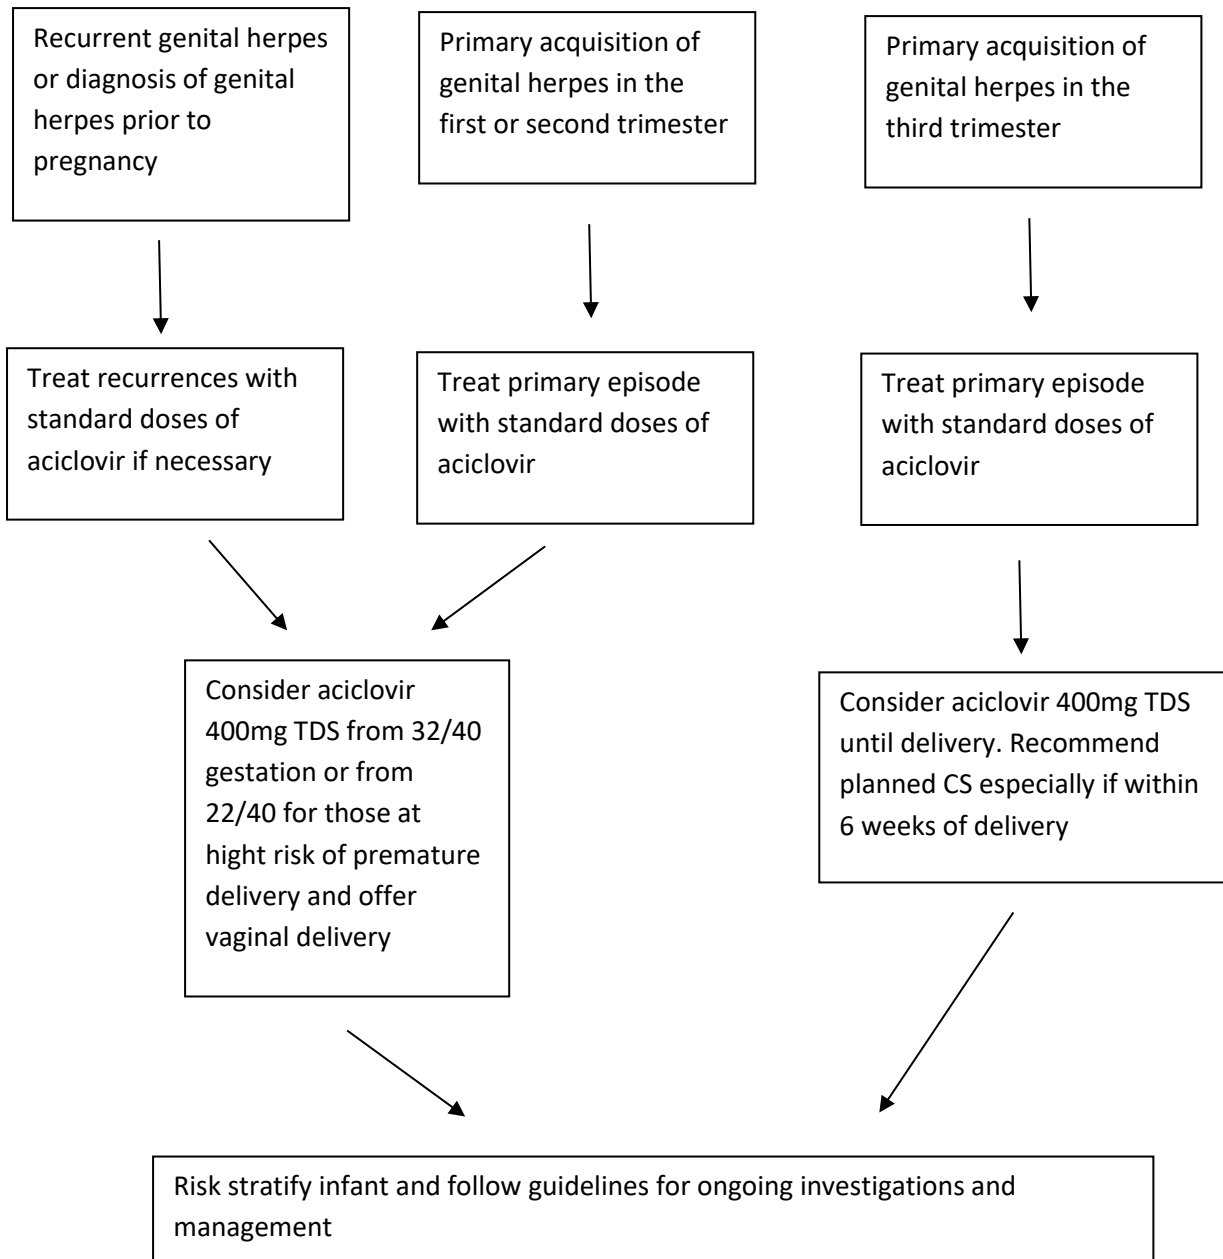 Recurrent genital herpes
or diagnosis of genital
herpes prior to
pregnancy
Primary acquisition of
genital herpes in the
first or second trimester
Primary acquisition of
genital herpes in the
third trimester
Treat recurrences with
standard doses of
aciclovir if necessary
Treat primary episode
with standard doses of
aciclovir
Treat primary episode
with standard doses of
aciclovir
Consider aciclovir
400mg TDS from 32/40
gestation or from
22/40 for those at
hight risk of premature
delivery and offer
vaginal delivery
Consider aciclovir 400mg TDS
until delivery. Recommend
planned CS especially if within
6 weeks of delivery
Risk stratify infant and follow guidelines for ongoing investigations and
management